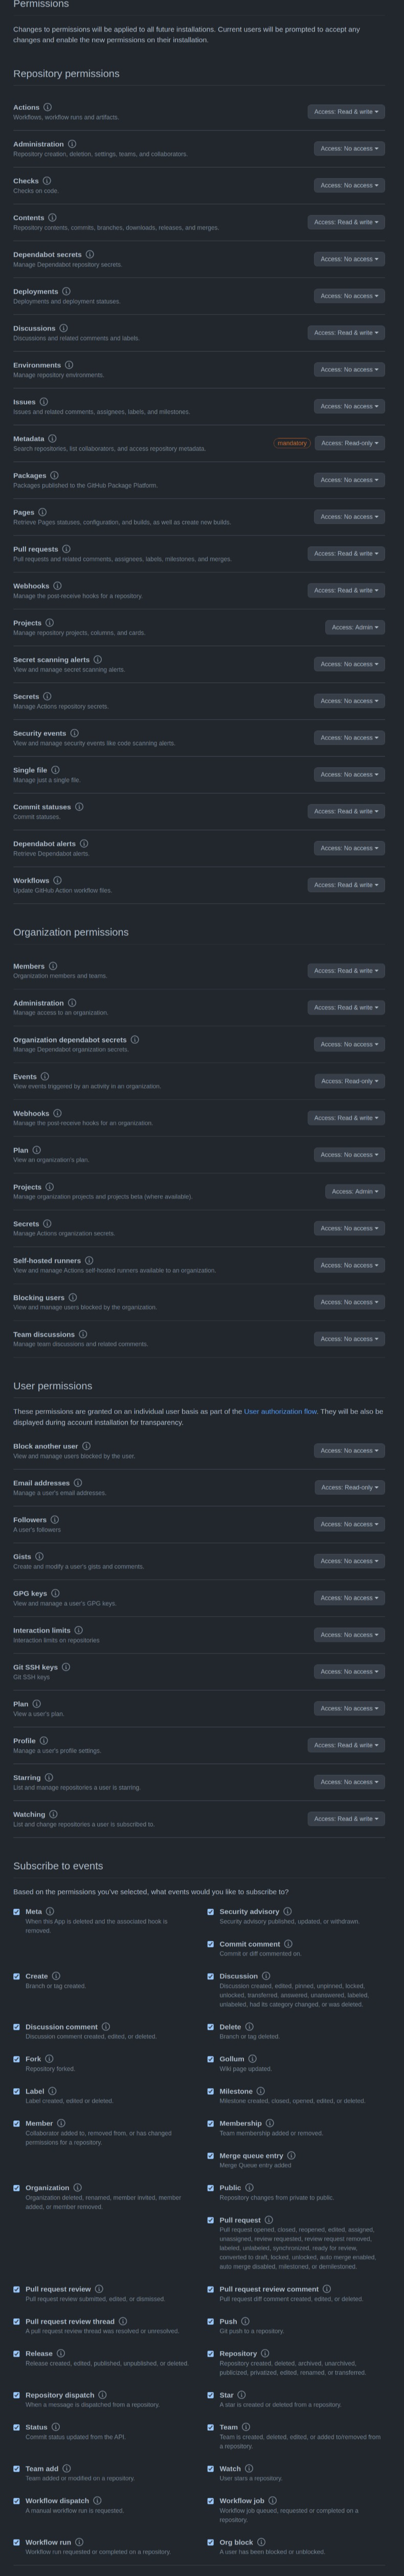 Permissions
Changes to permissions will be applied to all future installations. Current users will be prompted to accept any
changes and enable the new permissions on their installation.
Repository permissions
Actions
Workflows, workflow runs and artifacts.
Access: Read & write
Administration
Repository creation, deletion, settings, teams, and collaborators.
Access: No access
Checks
Checks on code.
Access: No access
Contents
Repository contents, commits, branches, downloads, releases, and merges.
Access: Read & write
Dependabot secrets
Manage Dependabot repository secrets.
Access: No access
Deployments
Deployments and deployment statuses.
Access: No access
Discussions
Discussions and related comments and labels.
Access: Read & write
Environments
Manage repository environments.
Access: No access
Issues
Issues and related comments, assignees, labels, and milestones.
Access: No access
Metadata
Search repositories, list collaborators, and access repository metadata.
mandatory
Access: Read-only
Packages
Packages published to the GitHub Package Platform.
Access: No access
Pages
Retrieve Pages statuses, configuration, and builds, as well as create new builds.
Access: No access
Pull requests
Pull requests and related comments, assignees, labels, milestones, and merges.
Access: Read & write
Webhooks
Manage the post-receive hooks for a repository.
Access: Read & write
Projects
Manage repository projects, columns, and cards.
Access: Admin
Secret scanning alerts
View and manage secret scanning alerts.
Access: No access
Secrets
Manage Actions repository secrets.
Access: No access
Security events
View and manage security events like code scanning alerts.
Access: No access
Single file
Manage just a single file.
Access: No access
Commit statuses
Commit statuses.
Access: Read & write
Dependabot alerts
Retrieve Dependabot alerts.
Access: No access
Workflows
Update GitHub Action workflow files.
Access: Read & write
Organization permissions
Members
Organization members and teams.
Access: Read & write
Administration
Manage access to an organization.
Access: Read & write
Organization dependabot secrets
Manage Dependabot organization secrets.
Access: No access
Events
View events triggered by an activity in an organization.
Access: Read-only
Webhooks
Manage the post-receive hooks for an organization.
Access: Read & write
Plan
View an organization's plan.
Access: No access
Projects
Manage organization projects and projects beta (where available).
Access: Admin
Secrets
Manage Actions organization secrets.
Access: No access
Self-hosted runners
View and manage Actions self-hosted runners available to an organization.
Access: No access
Blocking users
View and manage users blocked by the organization.
Access: No access
Team discussions
Manage team discussions and related comments.
Access: No access
User permissions
These permissions are granted on an individual user basis as part of the User authorization flow. They will be also be
displayed during account installation for transparency.
Block another user
View and manage users blocked by the user.
Access: No access
Email addresses
Manage a user's email addresses.
Access: Read-only
Followers
A user's followers
Access: No access
Gists
Create and modify a user's gists and comments.
Access: No access
GPG keys
View and manage a user's GPG keys.
Access: No access
Interaction limits
Interaction limits on repositories
Access: No access
Git SSH keys
Git SSH keys
Access: No access
Plan
View a user's plan.
Access: No access
Profile
Manage a user's profile settings.
Access: Read & write
Starring
List and manage repositories a user is starring.
Access: No access
Watching
List and change repositories a user is subscribed to.
Access: Read & write
Subscribe to events
Based on the permissions you've selected, what events would you like to subscribe to?
Meta
When this App is deleted and the associated hook is
removed.
Security advisory
Security advisory published, updated, or withdrawn.
Commit comment
Commit or diff commented on.
Create
Branch or tag created.
Discussion
Discussion created, edited, pinned, unpinned, locked,
unlocked, transferred, answered, unanswered, labeled,
unlabeled, had its category changed, or was deleted.
Discussion comment
Discussion comment created, edited, or deleted.
Delete
Branch or tag deleted.
Fork
Repository forked.
Gollum
Wiki page updated.
Label
Label created, edited or deleted.
Milestone
Milestone created, closed, opened, edited, or deleted.
Member
Collaborator added to, removed from, or has changed
permissions for a repository.
Membership
Team membership added or removed.
Merge queue entry
Merge Queue entry added
Organization
Organization deleted, renamed, member invited, member
added, or member removed.
Public
Repository changes from private to public.
Pull request
Pull request opened, closed, reopened, edited, assigned,
unassigned, review requested, review request removed,
labeled, unlabeled, synchronized, ready for review,
converted to draft, locked, unlocked, auto merge enabled,
auto merge disabled, milestoned, or demilestoned.
Pull request review
Pull request review submitted, edited, or dismissed.
Pull request review comment
Pull request diff comment created, edited, or deleted.
Pull request review thread
A pull request review thread was resolved or unresolved.
Push
Git push to a repository.
Release
Release created, edited, published, unpublished, or deleted.
Repository
Repository created, deleted, archived, unarchived,
publicized, privatized, edited, renamed, or transferred.
Repository dispatch
When a message is dispatched from a repository.
Star
A star is created or deleted from a repository.
Status
Commit status updated from the API.
Team
Team is created, deleted, edited, or added to/removed from
a repository.
Team add
Team added or modified on a repository.
Watch
User stars a repository.
Workflow dispatch
A manual workflow run is requested.
Workflow job
Workflow job queued, requested or completed on a
repository.
Workflow run
Workflow run requested or completed on a repository.
Org block
A user has been blocked or unblocked.